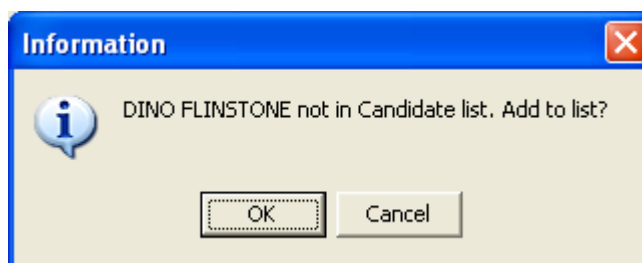 Information
DINO FLINSTONE not in Candidate list. Add to list?
OK
Cancel